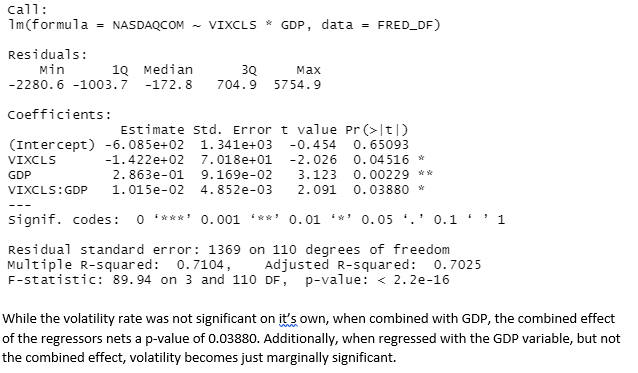 Call:
lm(formula = NASDAQCOM ~ VIXCLS * GDP, data = FRED_DF)
Residuals:
Min 1Q Median 3Q Max
-2280.6 -1003.7 -172.8 704.9 5754.9
Coefficients:
Estimate Std. Error t value Pr(>|t|)
(Intercept) -6.085e+02 1.341e+03 -0.454 0.65093
VIXCLS -1.422e+02 7.018e+01 -2.026 0.04516 *
GDP 2.863e-01 9.169e-02 3.123 0.00229 **
VIXCLS:GDP 1.015e-02 4.852e-03 2.091 0.03880 *
---
Signif. codes: 0 ‘***’ 0.001 ‘**’ 0.01 ‘*’ 0.05 ‘.’ 0.1 ‘ ’ 1
Residual standard error: 1369 on 110 degrees of freedom
Multiple R-squared: 0.7104, Adjusted R-squared: 0.7025
F-statistic: 89.94 on 3 and 110 DF, p-value: < 2.2e-16
While the volatility rate was not significant on it’s own, when combined with GDP, the combined effect
of the regressors nets a p-value of 0.03880. Additionally, when regressed with the GDP variable, but not
the combined effect, volatility becomes just marginally significant.